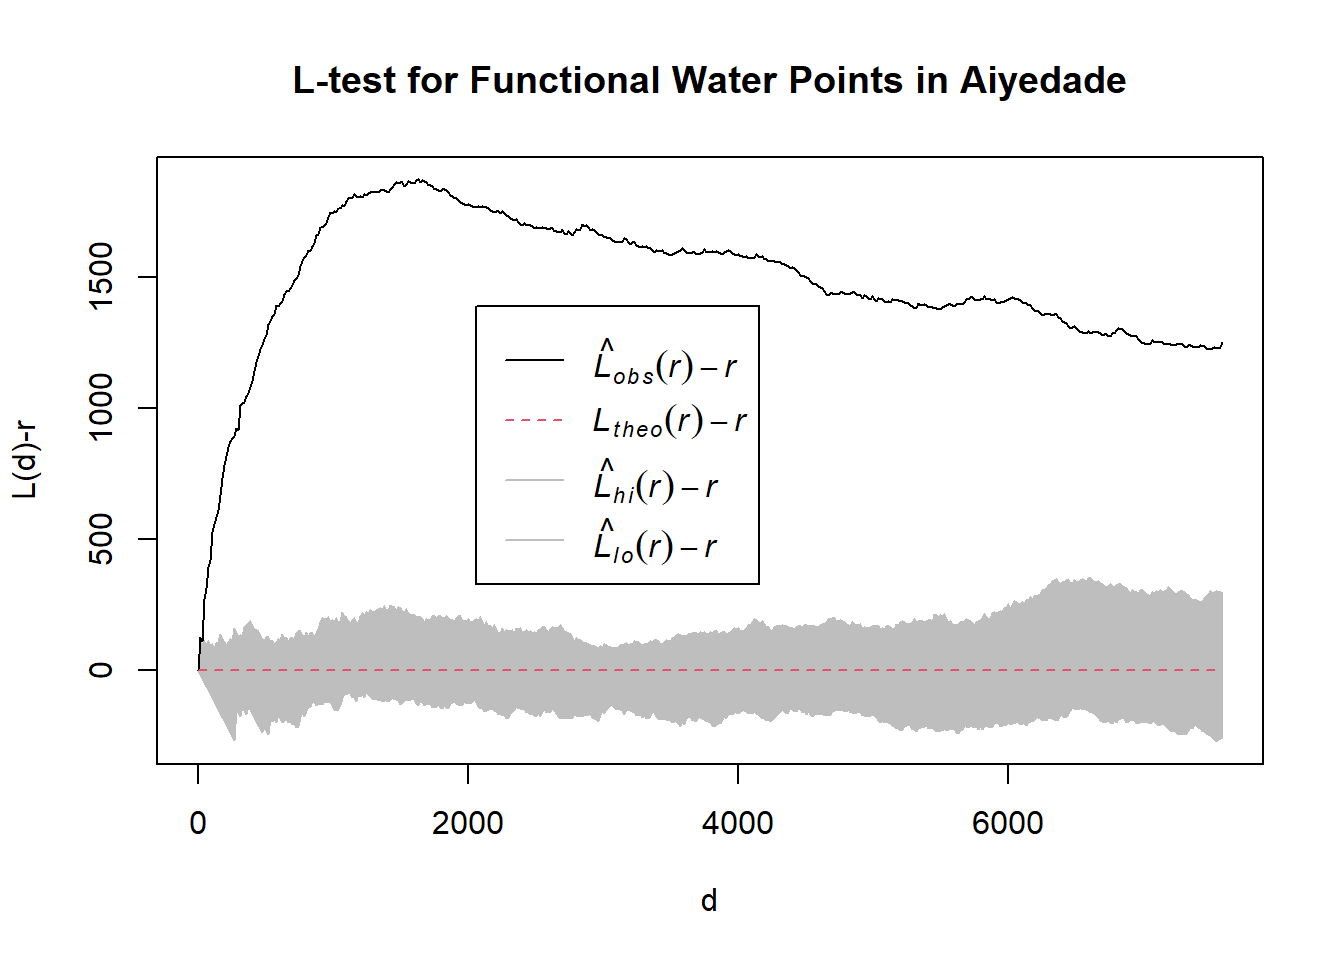 L-test for Functional Water Points in Aiyedade
L(d)-r
1500
1000
500
0
L̂obs(r) – r
Ltheo(r) – r
L̂hi(r) – r
L̂lo(r) – r
0 2000 4000 6000
d